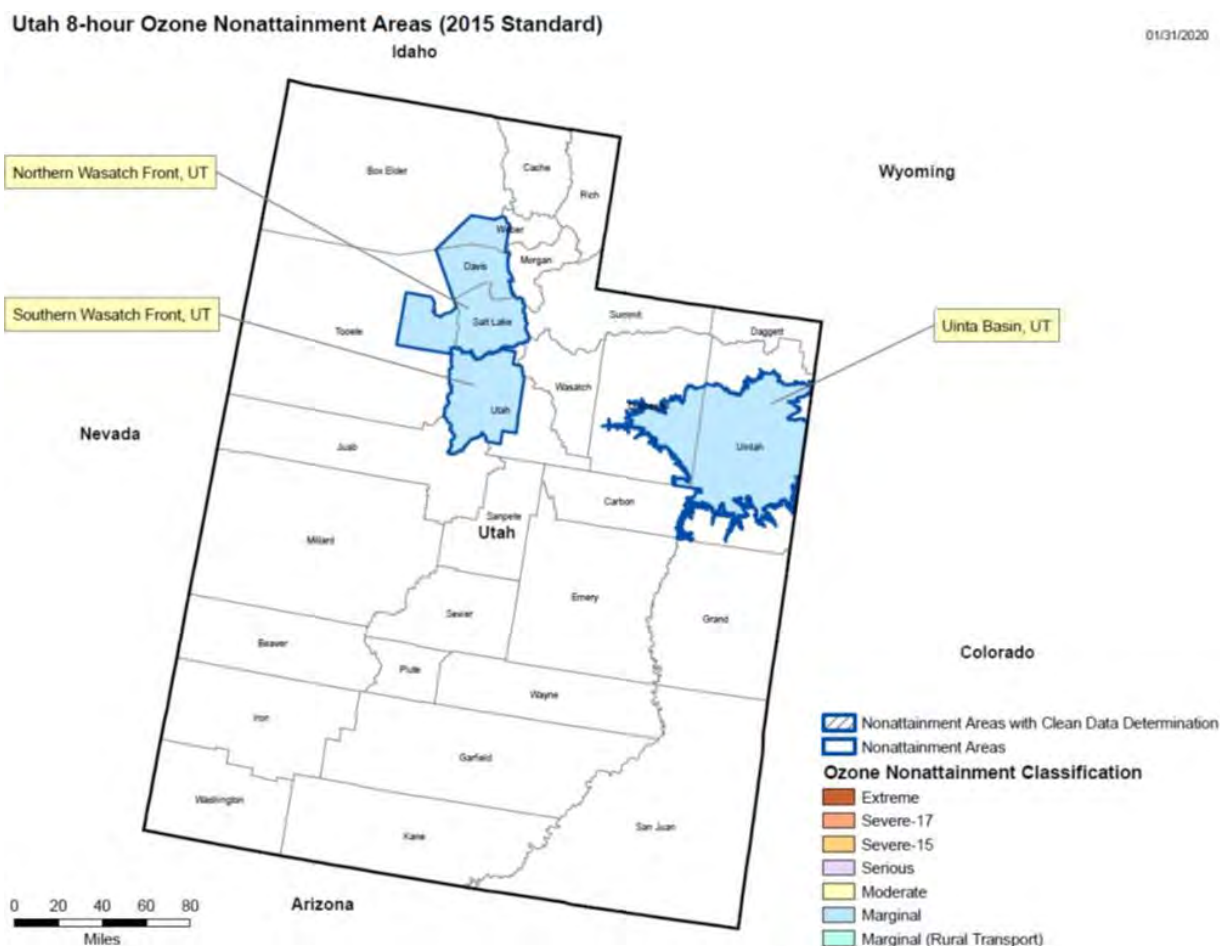 Utah 8-hour Ozone Nonattainment Areas (2015 Standard)
01/31/2020
Idaho
Northern Wasatch Front, UT
Box Elder
Cache
Rich
Wyoming
Weber
Morgan
Davis
Southern Wasatch Front, UT
Tooele
Salt Lake
Summit
Daggett
Uinta Basin, UT
Wasatch
Utah
Nevada
Juab
Uintah
Carbon
Sanpete
Utah
Millard
Emery
Grand
Sevier
Beaver
Piute
Wayne
Colorado
Iron
Garfield
Washington
Kane
San Juan
Arizona
Nonattainment Areas with Clean Data Determination
Nonattainment Areas
Ozone Nonattainment Classification
Extreme
Severe-17
Severe-15
Serious
Moderate
Marginal
Marginal (Rural Transport)
0 20 40 60 80
Miles